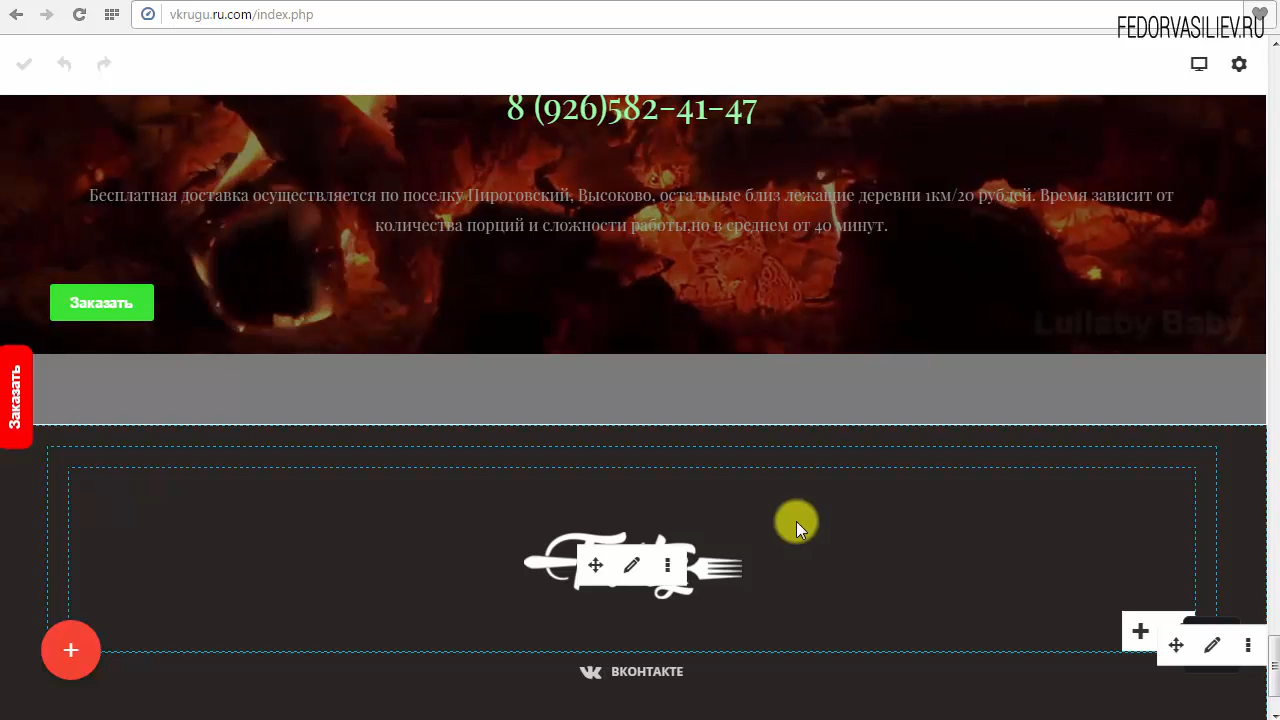 vkrugu.ru.com/index.php
FEDORVASILIEV.RU
8 (926)582-41-47
Бесплатная доставка осуществляется по поселку Пироговский, Высоково, остальные близ лежащие деревни 1км/20 рублей. Время зависит от
количества порций и сложности работы,но в среднем от 40 минут.
Заказать
Lullaby Baby
Заказать
ВКОНТАКТЕ